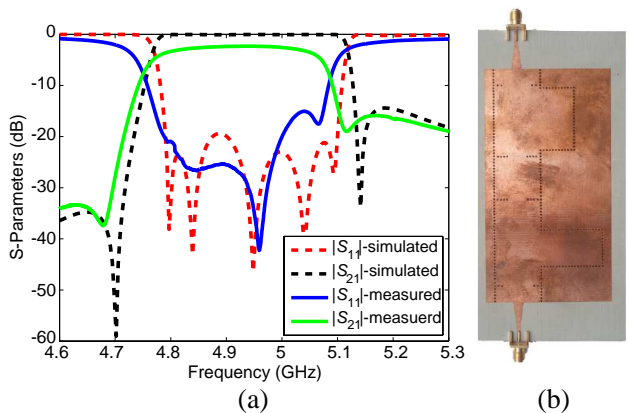 0
−10
−20
−30
−40
−50
−60
S-Parameters (dB)
|S11|-simulated
|S21|-simulated
|S11|-measured
|S21|-measuerd
4.6 4.7 4.8 4.9 5 5.1 5.2 5.3
Frequency (GHz)
(a) (b)